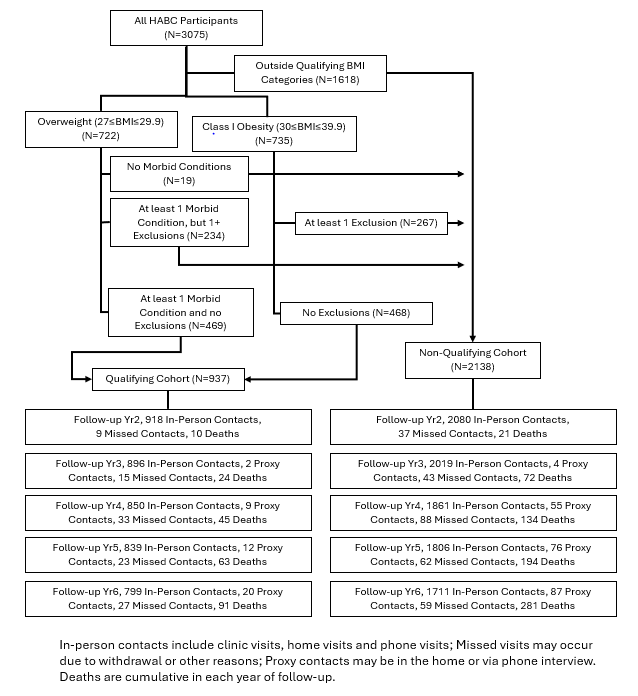 All HABC Participants
(N=3075)
Outside Qualifying BMI
Categories (N=1618)
Overweight (27≤BMI≤29.9)
(N=722)
Class I Obesity (30≤BMI≤39.9)
(N=735)
No Morbid Conditions
(N=19)
At least 1 Morbid
Condition, but 1+
Exclusions (N=234)
At least 1 Exclusion (N=267)
At least 1 Morbid
Condition and no
Exclusions (N=469)
No Exclusions (N=468)
Non-Qualifying Cohort
(N=2138)
Qualifying Cohort (N=937)
Follow-up Yr2, 918 In-Person Contacts,
9 Missed Contacts, 10 Deaths
Follow-up Yr2, 2080 In-Person Contacts,
37 Missed Contacts, 21 Deaths
Follow-up Yr3, 896 In-Person Contacts, 2 Proxy
Contacts, 15 Missed Contacts, 24 Deaths
Follow-up Yr3, 2019 In-Person Contacts, 4 Proxy
Contacts, 43 Missed Contacts, 72 Deaths
Follow-up Yr4, 850 In-Person Contacts, 9 Proxy
Contacts, 33 Missed Contacts, 45 Deaths
Follow-up Yr4, 1861 In-Person Contacts, 55 Proxy
Contacts, 88 Missed Contacts, 134 Deaths
Follow-up Yr5, 839 In-Person Contacts, 12 Proxy
Contacts, 23 Missed Contacts, 63 Deaths
Follow-up Yr5, 1806 In-Person Contacts, 76 Proxy
Contacts, 62 Missed Contacts, 194 Deaths
Follow-up Yr6, 799 In-Person Contacts, 20 Proxy
Contacts, 27 Missed Contacts, 91 Deaths
Follow-up Yr6, 1711 In-Person Contacts, 87 Proxy
Contacts, 59 Missed Contacts, 281 Deaths
In-person contacts include clinic visits, home visits and phone visits; Missed visits may occur
due to withdrawal or other reasons; Proxy contacts may be in the home or via phone interview.
Deaths are cumulative in each year of follow-up.